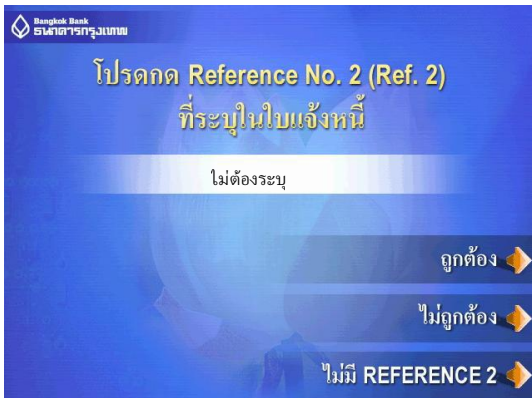 Bangkok Bank
ธนาคารกรุงเทพ
โปรดกด Reference No. 2 (Ref. 2)
ที่ระบุในใบแจ้งหนี้
ไม่ต้องระบุ
ถูกต้อง
ไม่ถูกต้อง
ไม่มี REFERENCE 2